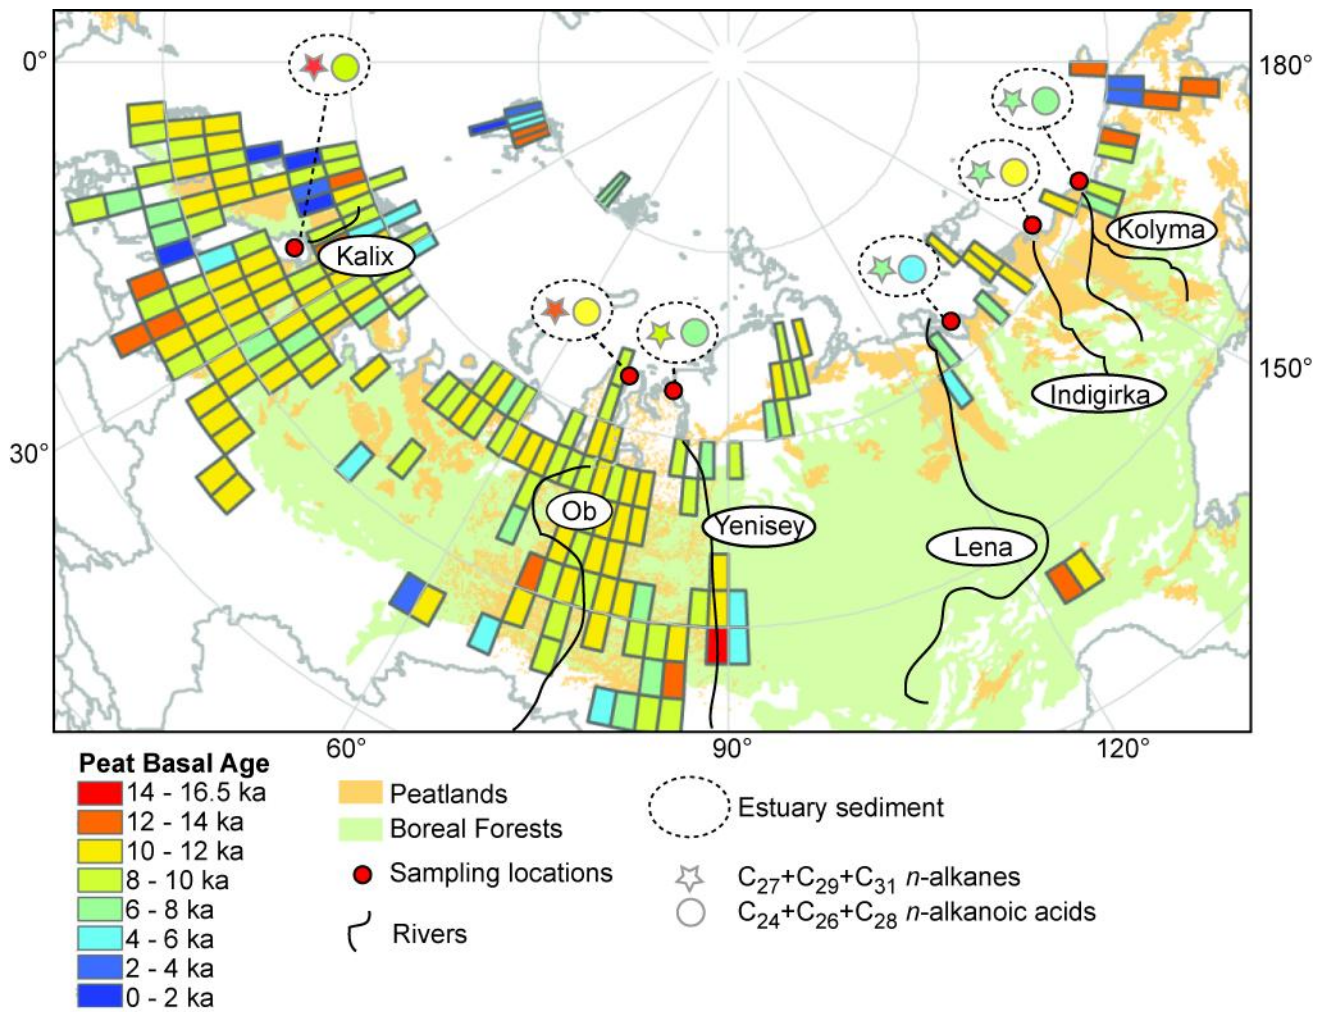 0°
180°
Kolyma
Kalix
150°
Indigirka
30°
Ob
Yenisey
Lena
60°
90°
120°
Peat Basal Age
14 - 16.5 ka
12 - 14 ka
10 - 12 ka
8 - 10 ka
6 - 8 ka
4 - 6 ka
2 - 4 ka
0 - 2 ka
Peatlands
Boreal Forests
Sampling locations
Rivers
Estuary sediment
C27+C29+C31 n-alkanes
C24+C26+C28 n-alkanoic acids